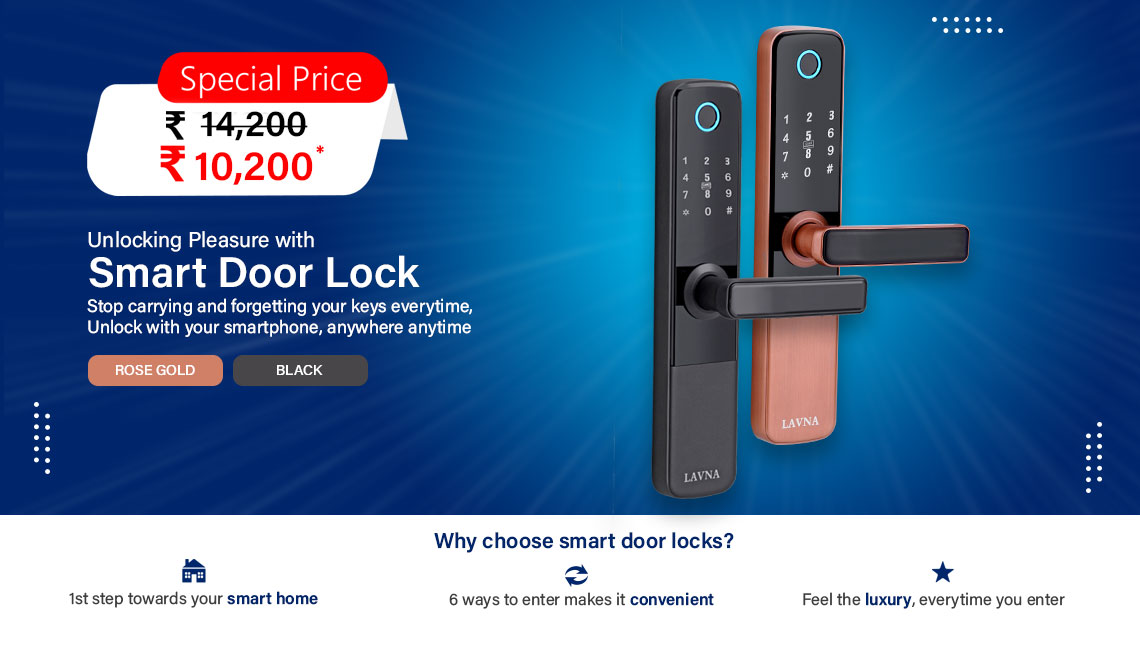 Special Price
₹ 14,200
₹ 10,200*
Unlocking Pleasure with
Smart Door Lock
Stop carrying and forgetting your keys everytime,
Unlock with your smartphone, anywhere anytime
ROSE GOLD BLACK
1 2 3
4 5 6
7 8 9
* 0 #
LAVNA
1 2 3
4 5 6
7 8 9
* 0 #
LAVNA
Why choose smart door locks?
1st step towards your smart home
6 ways to enter makes it convenient
Feel the luxury, everytime you enter